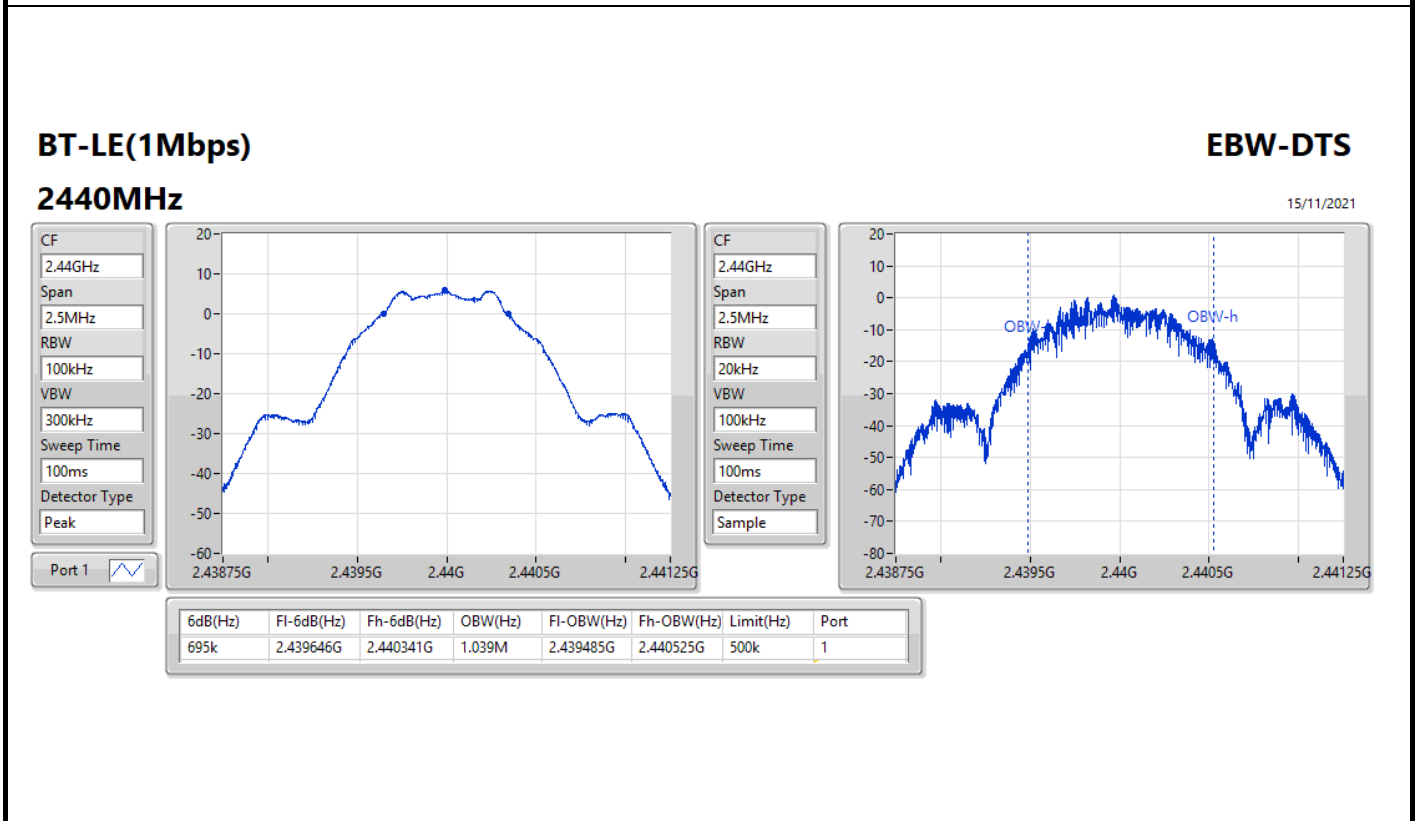 BT-LE(1Mbps)
EBW-DTS
2440MHz
15/11/2021
CF
2.44GHz
Span
2.5MHz
RBW
100kHz
VBW
300kHz
Sweep Time
100ms
Detector Type
Peak
Port 1
20
10
0
-10
-20
-30
-40
-50
-60
2.43875G 2.4395G 2.44G 2.4405G 2.44125G
CF
2.44GHz
Span
2.5MHz
RBW
20kHz
VBW
100kHz
Sweep Time
100ms
Detector Type
Sample
20
10
0
-10
-20
-30
-40
-50
-60
-70
-80
OBW-h
2.43875G 2.4395G 2.44G 2.4405G 2.44125G
6dB(Hz) Fl-6dB(Hz) Fh-6dB(Hz) OBW(Hz) Fl-OBW(Hz) Fh-OBW(Hz) Limit(Hz) Port
695k 2.439646G 2.440341G 1.039M 2.439485G 2.440525G 500k 1